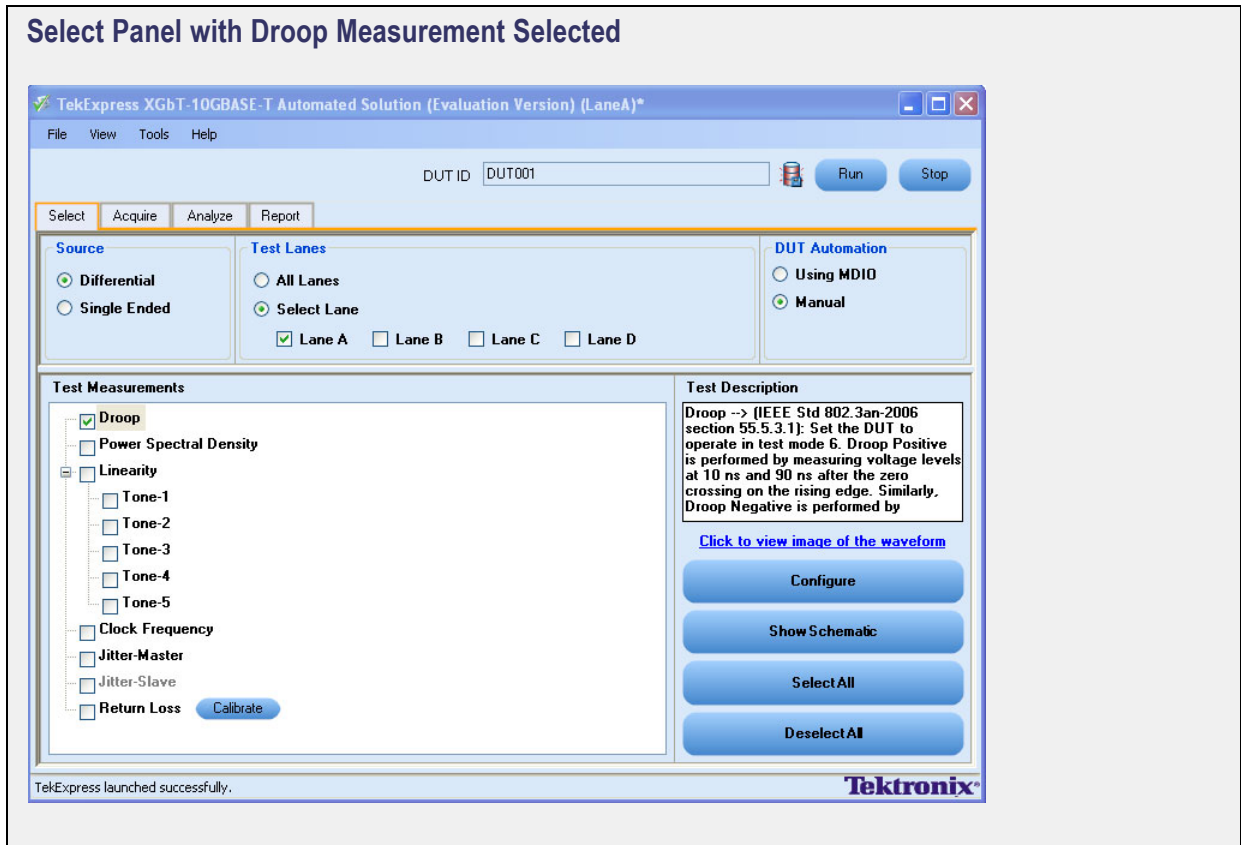 Select Panel with Droop Measurement Selected
TekExpress XGbT-10GBASE-T Automated Solution (Evaluation Version) (LaneA)*
File View Tools Help
DUT ID DUT001 Run Stop
Select Acquire Analyze Report
Source
Differential
Single Ended
Test Lanes
All Lanes
Select Lane
Lane A Lane B Lane C Lane D
DUT Automation
Using MDIO
Manual
Test Measurements
Droop
Power Spectral Density
Linearity
Tone-1
Tone-2
Tone-3
Tone-4
Tone-5
Clock Frequency
Jitter-Master
Jitter-Slave
Return Loss Calibrate
Test Description
Droop --> (IEEE Std 802.3an-2006
section 55.5.3.1): Set the DUT to
operate in test mode 6. Droop Positive
is performed by measuring voltage levels
at 10 ns and 90 ns after the zero
crossing on the rising edge. Similarly,
Droop Negative is performed by
Click to view image of the waveform
Configure
Show Schematic
Select All
Deselect All
TekExpress launched successfully.
Tektronix